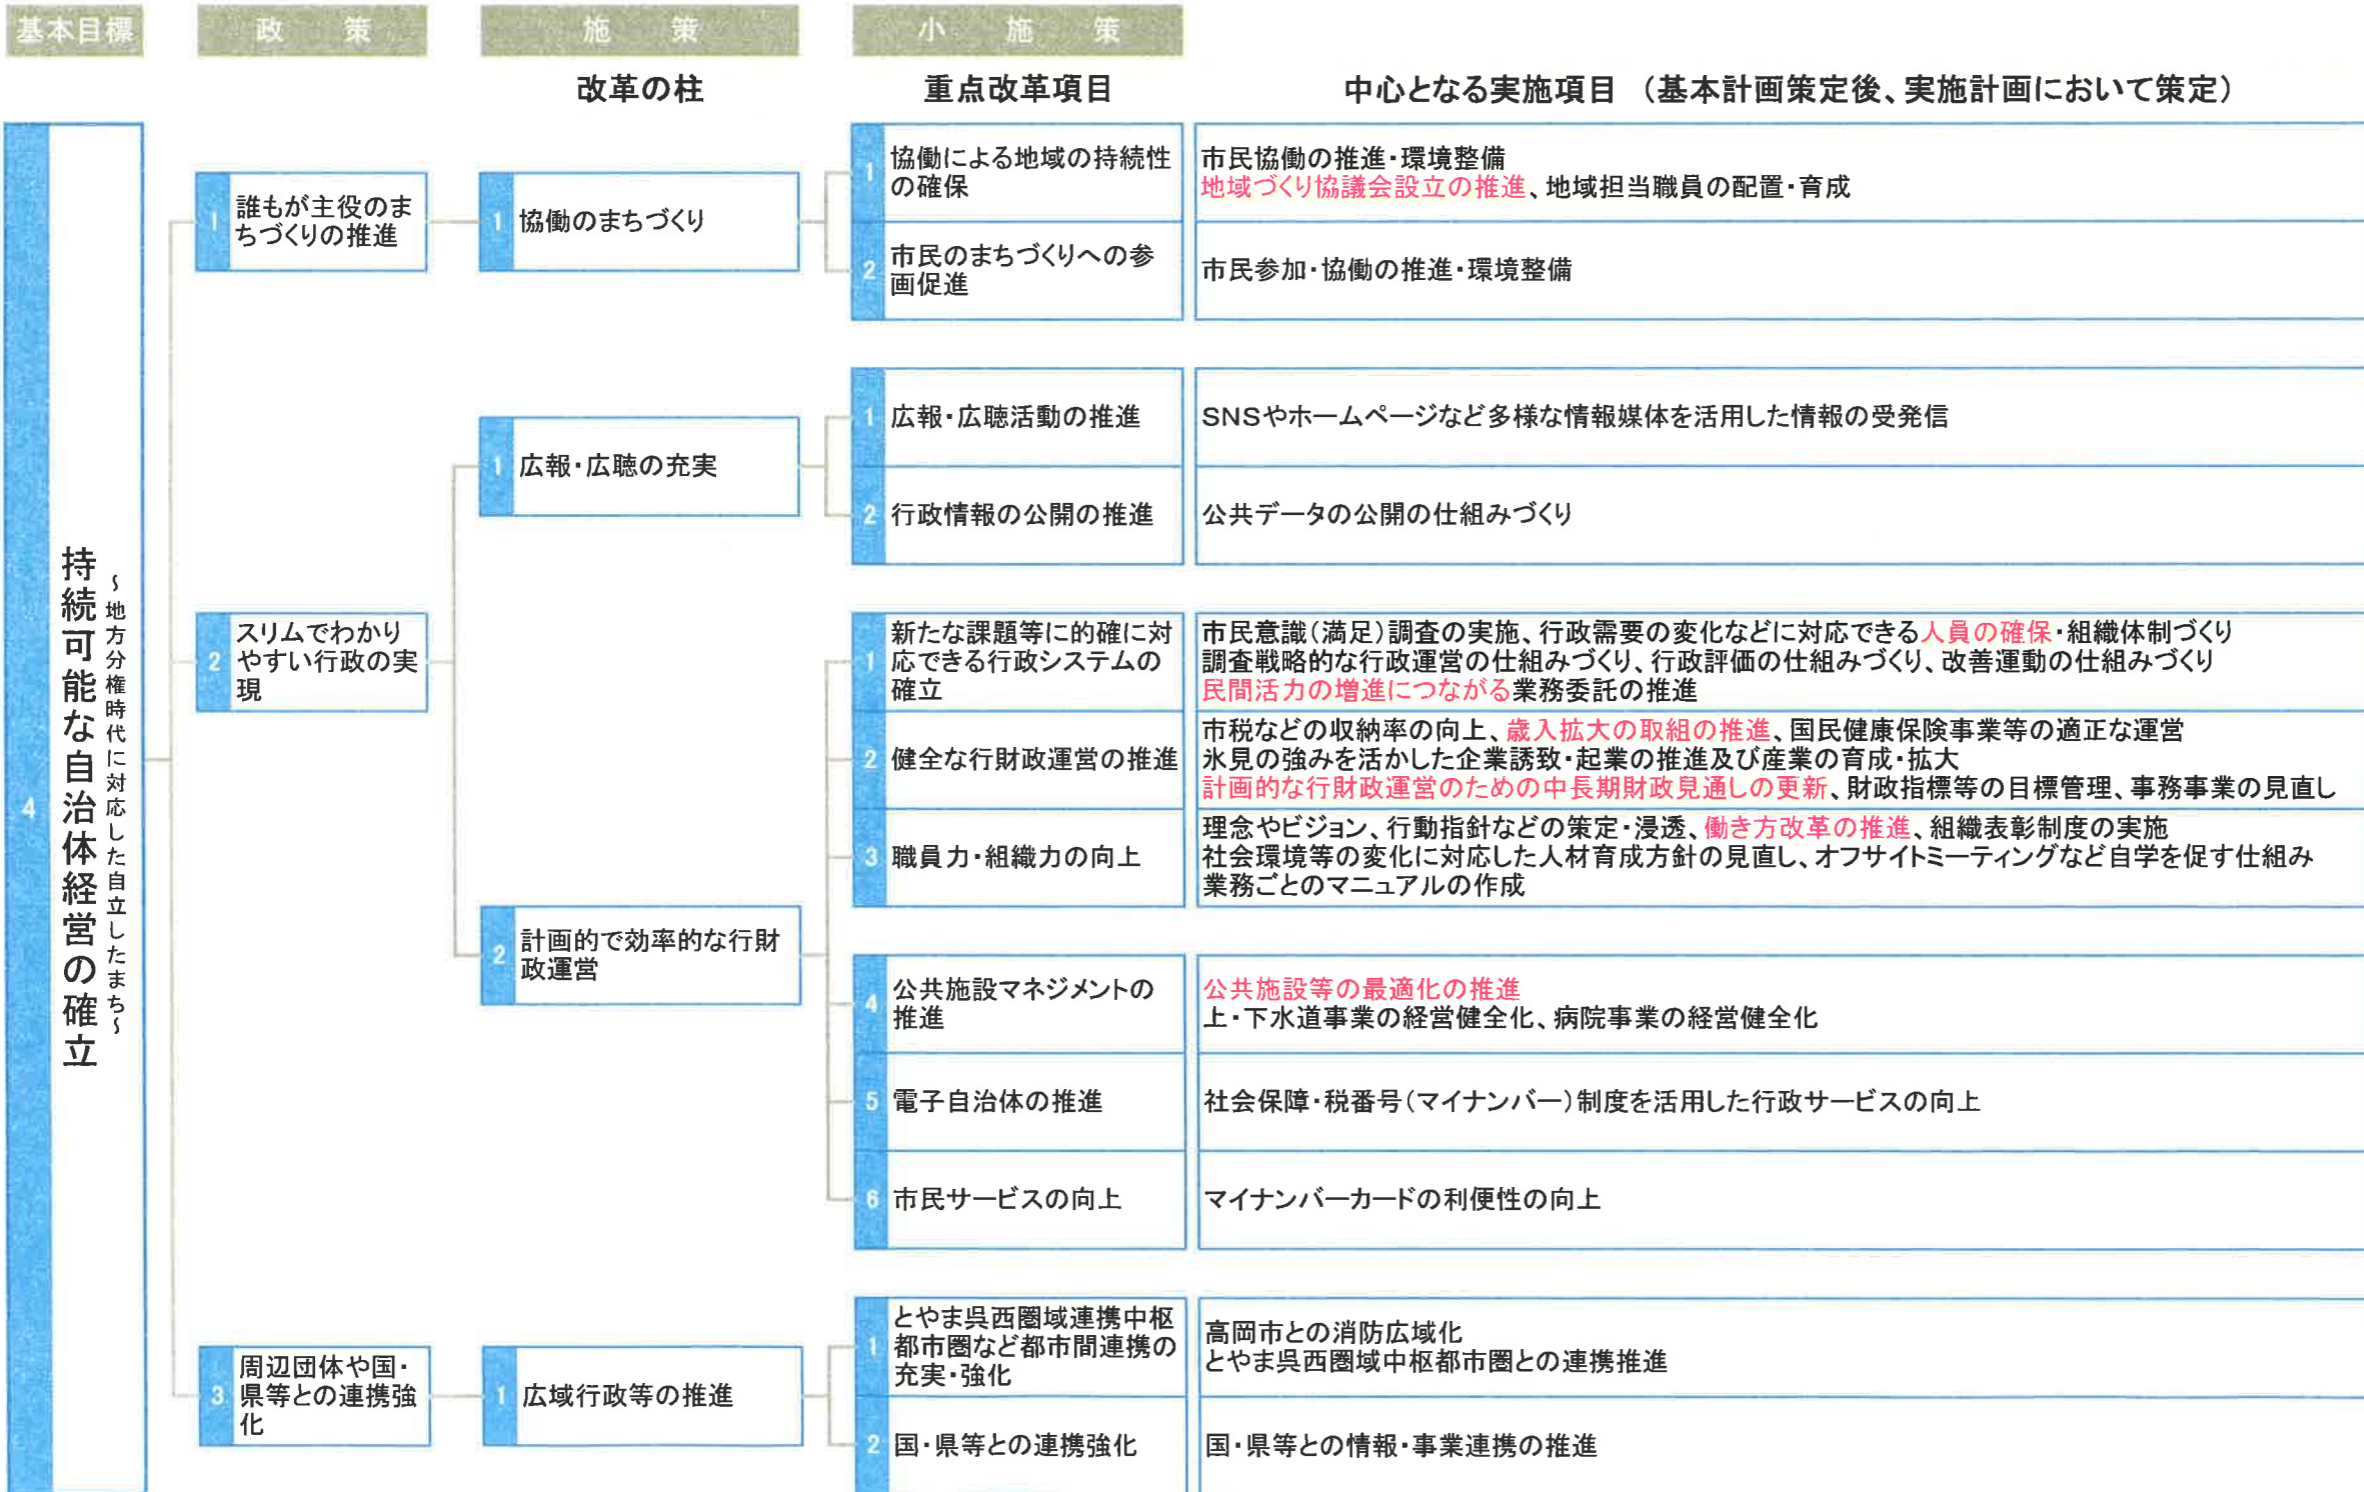 基本目標 政策 施策 小施策
改革の柱 重点改革項目 中心となる実施項目 （基本計画策定後、実施計画において策定）
4
持続可能な自治体経営の確立
～地方分権時代に対応した自立したまち～
1
誰もが主役のま
ちづくりの推進
1 協働のまちづくり
1
協働による地域の持続性
の確保
市民協働の推進・環境整備
地域づくり協議会設立の推進、地域担当職員の配置・育成
2
市民のまちづくりへの参
画促進
市民参加・協働の推進・環境整備
2
スリムでわかり
やすい行政の実
現
1 広報・広聴の充実
1 広報・広聴活動の推進
SNSやホームページなど多様な情報媒体を活用した情報の受発信
2 行政情報の公開の推進
公共データの公開の仕組みづくり
2
計画的で効率的な行財
政運営
1
新たな課題等に的確に対
応できる行政システムの
確立
市民意識（満足）調査の実施、行政需要の変化などに対応できる人員の確保・組織体制づくり
調査戦略的な行政運営の仕組みづくり、行政評価の仕組みづくり、改善運動の仕組みづくり
民間活力の増進につながる業務委託の推進
2 健全な行財政運営の推進
市税などの収納率の向上、歳入拡大の取組の推進、国民健康保険事業等の適正な運営
氷見の強みを活かした企業誘致・起業の推進及び産業の育成・拡大
計画的な行財政運営のための中長期財政見通しの更新、財政指標等の目標管理、事務事業の見直し
3 職員力・組織力の向上
理念やビジョン、行動指針などの策定・浸透、働き方改革の推進、組織表彰制度の実施
社会環境等の変化に対応した人材育成方針の見直し、オフサイトミーティングなど自学を促す仕組み
業務ごとのマニュアルの作成
4
公共施設マネジメントの
推進
公共施設等の最適化の推進
上・下水道事業の経営健全化、病院事業の経営健全化
5 電子自治体の推進
社会保障・税番号（マイナンバー）制度を活用した行政サービスの向上
6 市民サービスの向上
マイナンバーカードの利便性の向上
3
周辺団体や国・
県等との連携強
化
1 広域行政等の推進
1
とやま呉西圏域連携中枢
都市圏など都市間連携の
充実・強化
高岡市との消防広域化
とやま呉西圏域中枢都市圏との連携推進
2 国・県等との連携強化
国・県等との情報・事業連携の推進